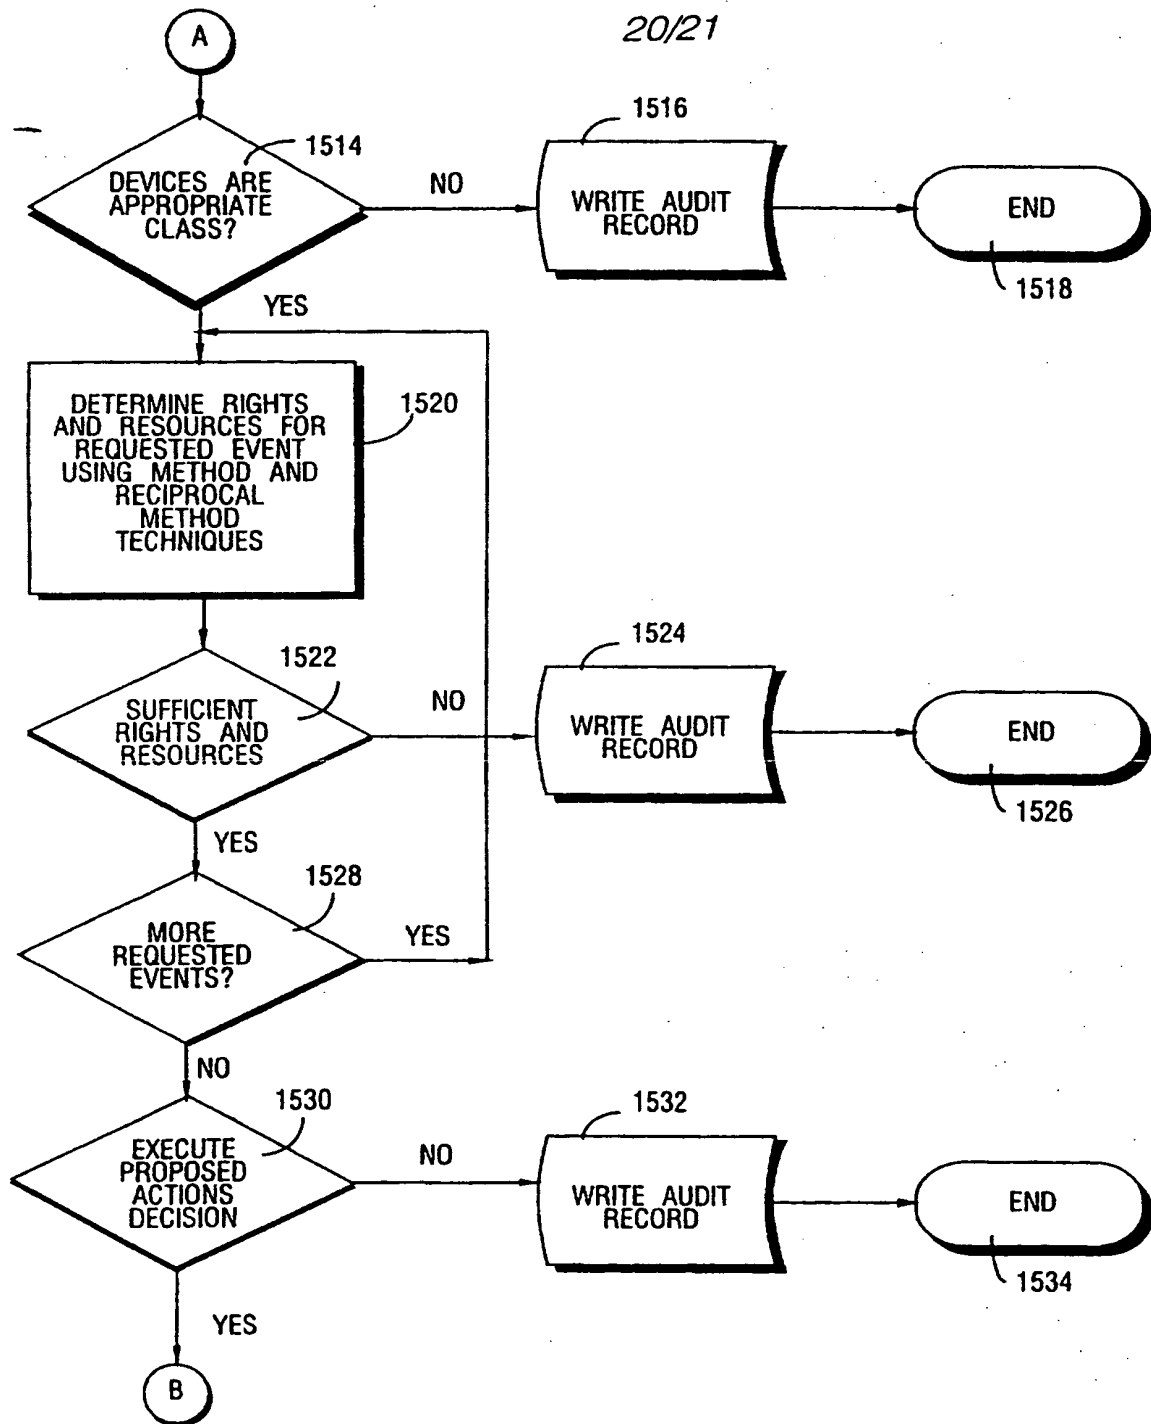 20/21
A
1514
DEVICES ARE
APPROPRIATE
CLASS?
NO
1516
WRITE AUDIT
RECORD
END
1518
YES
DETERMINE RIGHTS
AND RESOURCES FOR
REQUESTED EVENT
USING METHOD AND
RECIPROCAL
METHOD
TECHNIQUES
1520
1522
SUFFICIENT
RIGHTS AND
RESOURCES
NO
1524
WRITE AUDIT
RECORD
END
1526
YES
1528
MORE
REQUESTED
EVENTS?
YES
NO
1530
EXECUTE
PROPOSED
ACTIONS
DECISION
NO
1532
WRITE AUDIT
RECORD
END
1534
YES
B